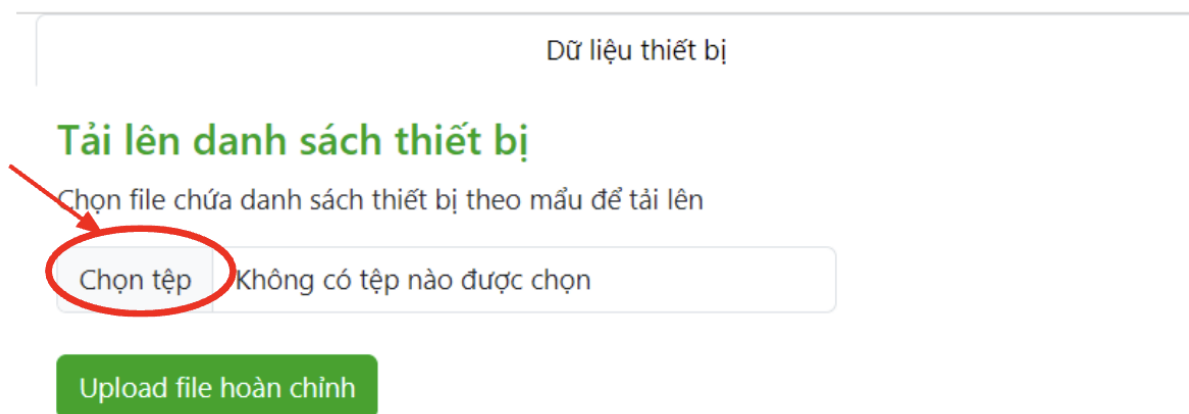 Dữ liệu thiết bị
Tải lên danh sách thiết bị
Chọn file chứa danh sách thiết bị theo mẩu để tải lên
Chọn tệp Không có tệp nào được chọn
Upload file hoàn chỉnh